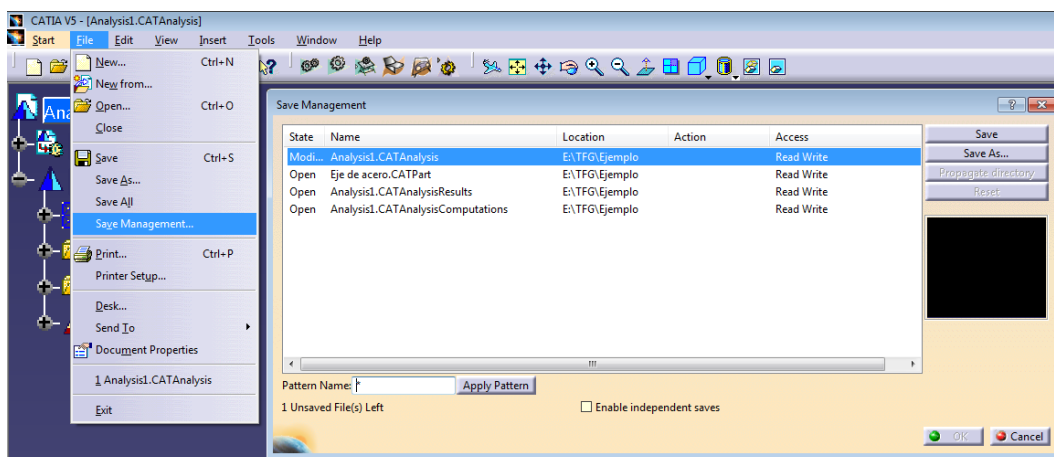 CATIA V5 - [Analysis1.CATAnalysis]
Start File Edit View Insert Tools Window Help
New... Ctrl+N
New from...
Open... Ctrl+O
Close
Save Ctrl+S
Save As...
Save All
Save Management...
Print... Ctrl+P
Printer Setup...
Desk...
Send To
Document Properties
1 Analysis1.CATAnalysis
Exit
Ana
Save Management
State Name Location Action Access
Modi... Analysis1.CATAnalysis E:\TFG\Ejemplo Read Write
Open Eje de acero.CATPart E:\TFG\Ejemplo Read Write
Open Analysis1.CATAnalysisResults E:\TFG\Ejemplo Read Write
Open Analysis1.CATAnalysisComputations E:\TFG\Ejemplo Read Write
Save
Save As...
Propagate directory
Reset
Pattern Name: * Apply Pattern
1 Unsaved File(s) Left Enable independent saves
OK Cancel